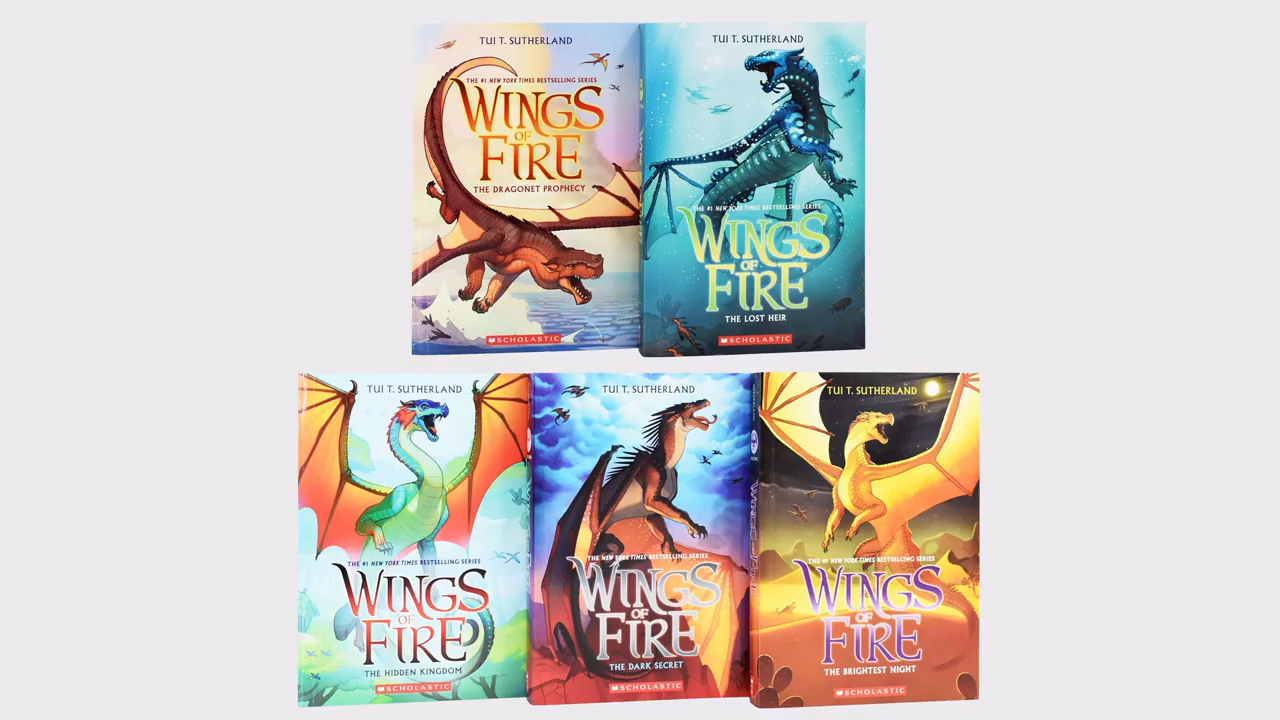 TUI T. SUTHERLAND
THE #1 NEW YORK TIMES BESTSELLING SERIES
WINGS
OF
FIRE
THE DRAGONET PROPHECY
SCHOLASTIC
TUI T. SUTHERLAND
THE #1 NEW YORK TIMES BESTSELLING SERIES
WINGS
OF
FIRE
THE LOST HEIR
SCHOLASTIC
TUI T. SUTHERLAND
THE #1 NEW YORK TIMES BESTSELLING SERIES
WINGS
OF
FIRE
THE HIDDEN KINGDOM
SCHOLASTIC
TUI T. SUTHERLAND
THE NEW YORK TIMES BESTSELLING SERIES
WINGS
OF
FIRE
THE DARK SECRET
SCHOLASTIC
TUI T. SUTHERLAND
THE #1 NEW YORK TIMES BESTSELLING SERIES
WINGS
OF
FIRE
THE BRIGHTEST NIGHT
SCHOLASTIC